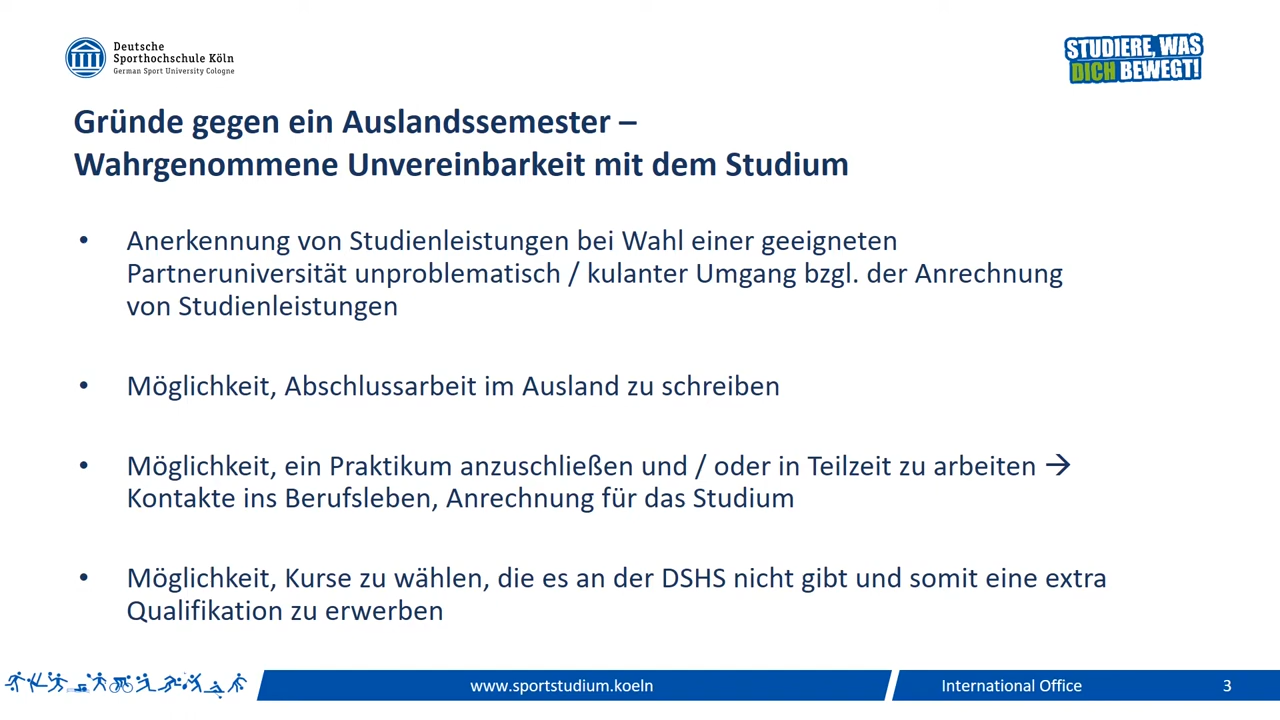 Deutsche
Sporthochschule Köln
German Sport University Cologne
STUDIERE, WAS
DICH BEWEGT!
Gründe gegen ein Auslandssemester –
Wahrgenommene Unvereinbarkeit mit dem Studium
• Anerkennung von Studienleistungen bei Wahl einer geeigneten
Partneruniversität unproblematisch / kulanter Umgang bzgl. der Anrechnung
von Studienleistungen
• Möglichkeit, Abschlussarbeit im Ausland zu schreiben
• Möglichkeit, ein Praktikum anzuschließen und / oder in Teilzeit zu arbeiten →
Kontakte ins Berufsleben, Anrechnung für das Studium
• Möglichkeit, Kurse zu wählen, die es an der DSHS nicht gibt und somit eine extra
Qualifikation zu erwerben
www.sportstudium.koeln
International Office
3